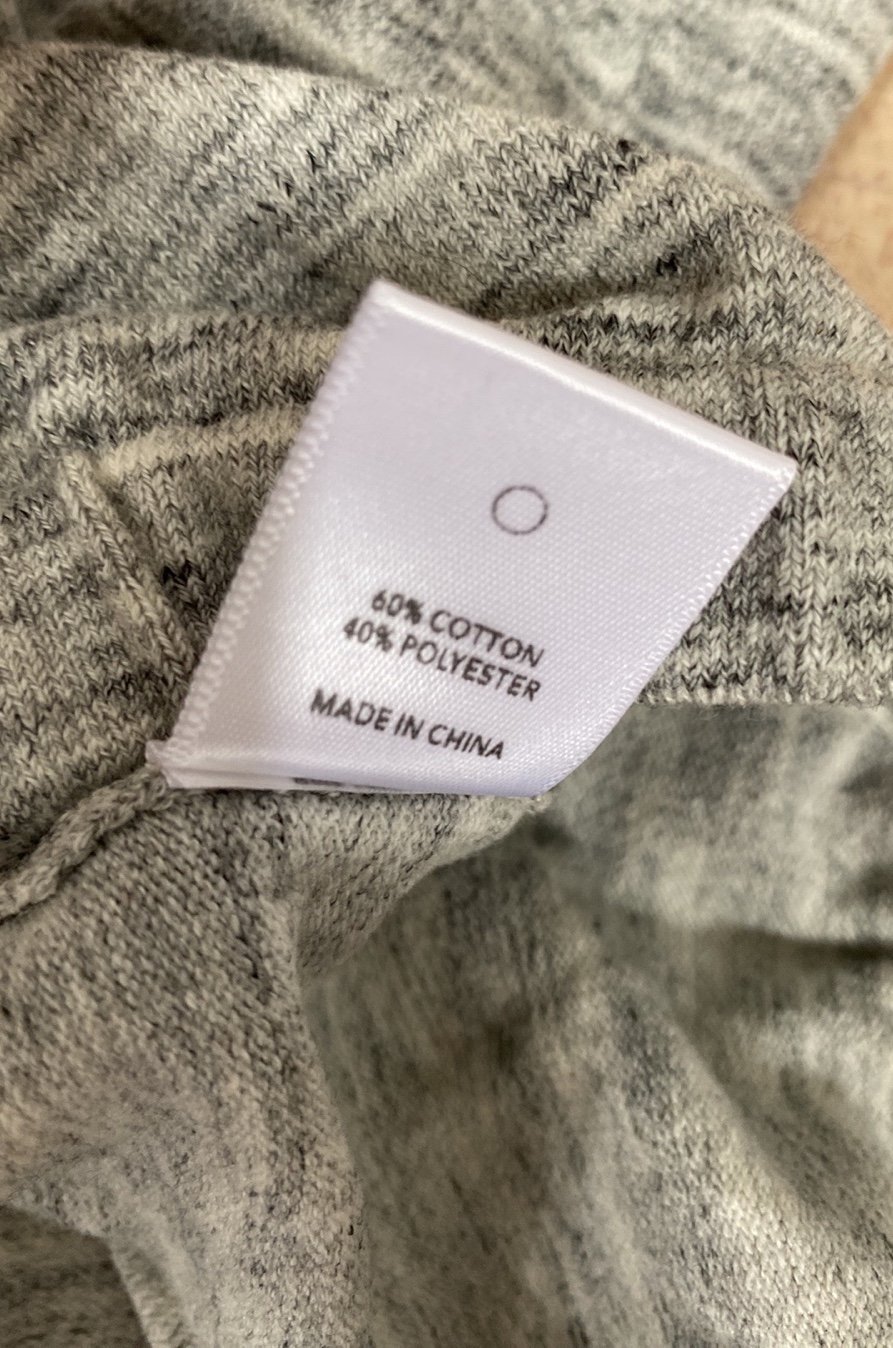 60% COTTON
40% POLYESTER
MADE IN CHINA